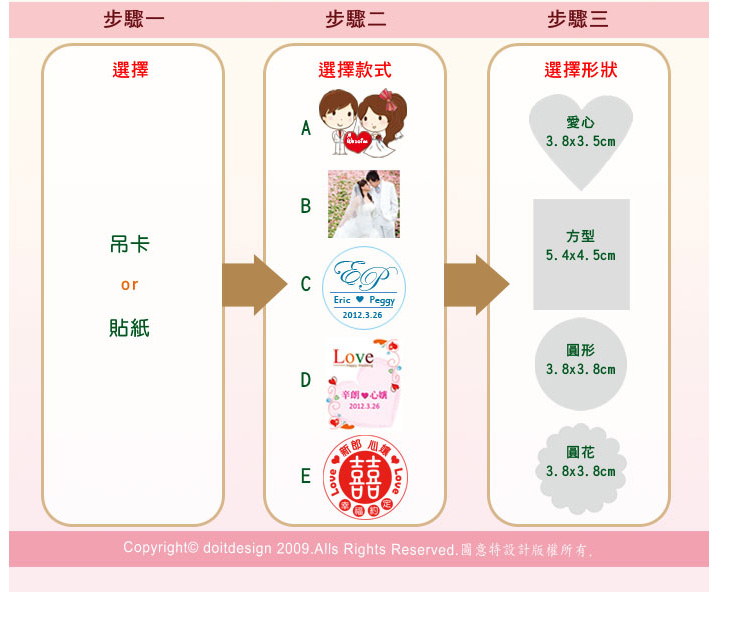 步驟一
步驟二
步驟三
選擇
吊卡
or
貼紙
選擇款式
A
B
C
EP
Eric ♥ Peggy
2012.3.26
D
Love
Happy Wedding
辛朗♥心娘
2012.3.26
E
Love ♥ 新郎 心娘 ♥ Love
囍
幸福約定
選擇形狀
愛心
3.8x3.5cm
方型
5.4x4.5cm
圓形
3.8x3.8cm
圓花
3.8x3.8cm
Copyright© doitdesign 2009.Alls Rights Reserved.圖意特設計版權所有.